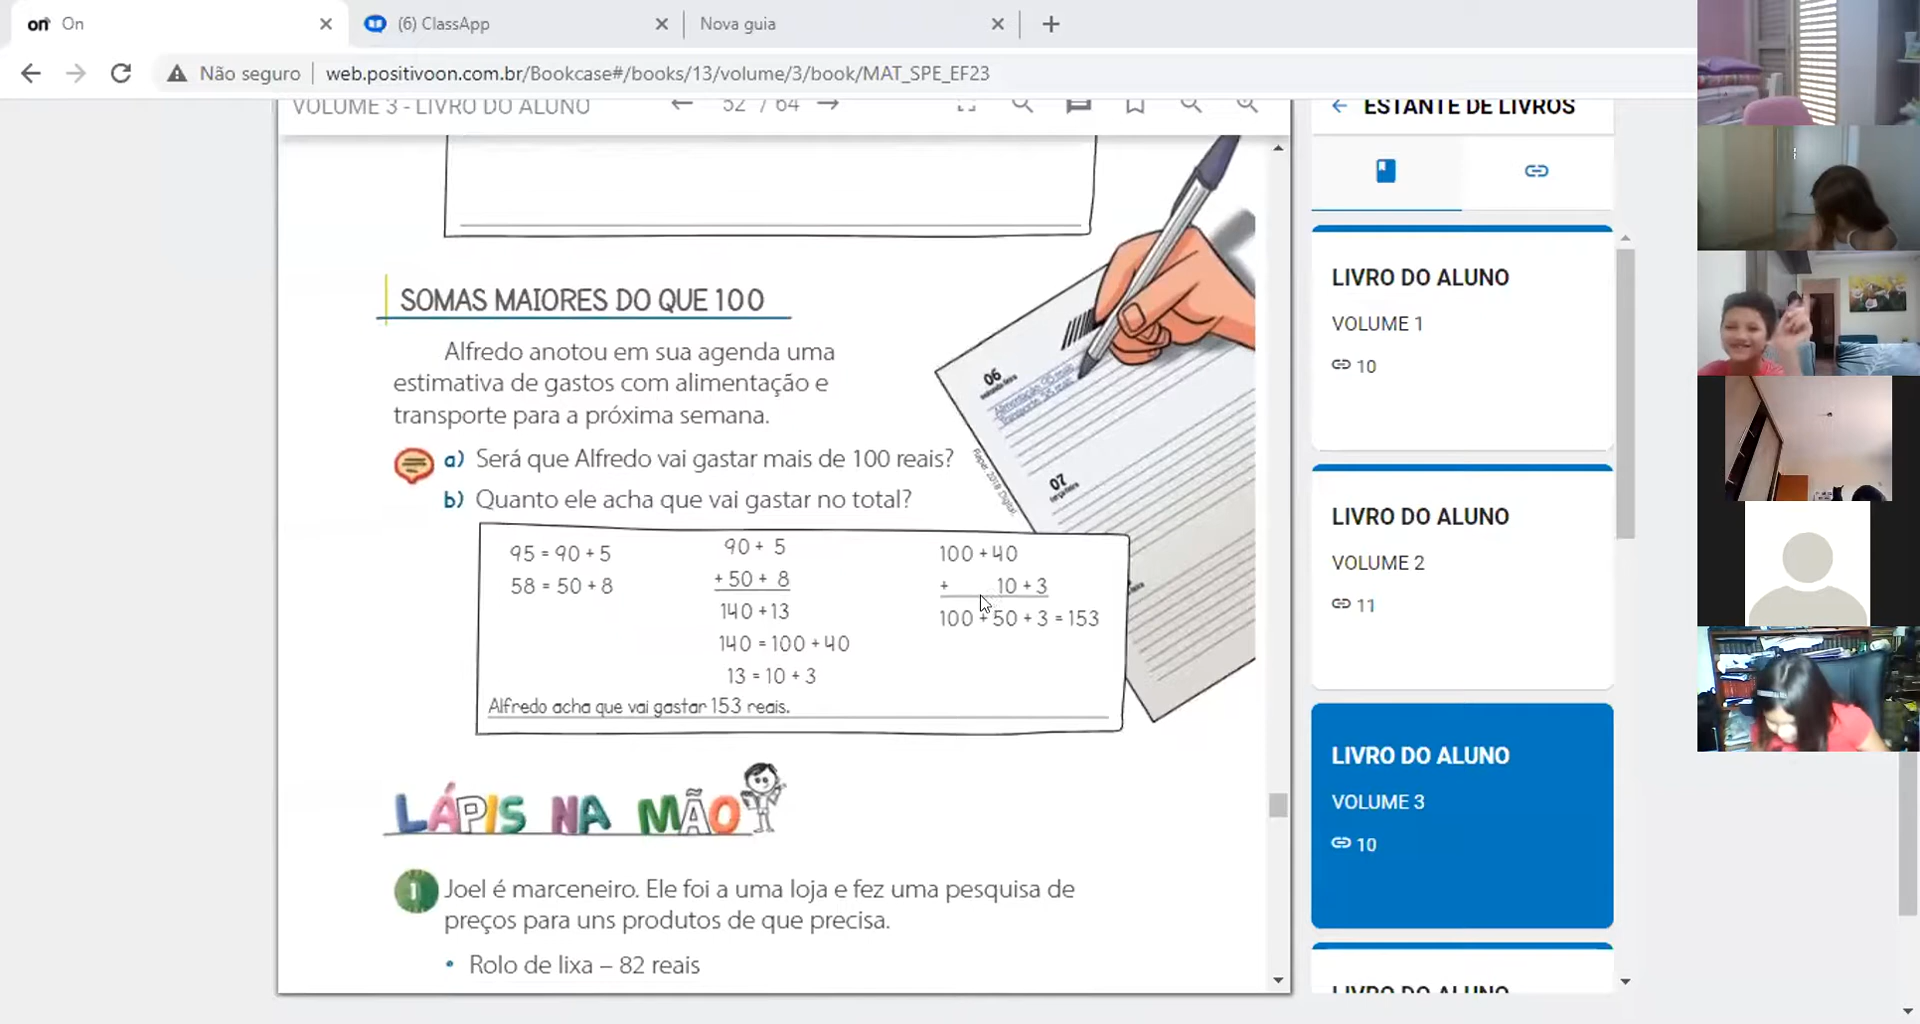 On
(6) ClassApp
Nova guia
Não seguro
web.positivoon.com.br/Bookcase#/books/13/volume/3/book/MAT_SPE_EF23
VOLUME 3 - LIVRO DO ALUNO
52 / 64
SOMAS MAIORES DO QUE 100
Alfredo anotou em sua agenda uma
estimativa de gastos com alimentação e
transporte para a próxima semana.
a) Será que Alfredo vai gastar mais de 100 reais?
b) Quanto ele acha que vai gastar no total?
95 = 90 + 5
58 = 50 + 8
90 + 5
+ 50 + 8
140 + 13
140 = 100 + 40
13 = 10 + 3
100 + 40
+ 10 + 3
100 + 50 + 3 = 153
Alfredo acha que vai gastar 153 reais.
06
07
LÁPIS NA MÃO
1 Joel é marceneiro. Ele foi a uma loja e fez uma pesquisa de
preços para uns produtos de que precisa.
• Rolo de lixa – 82 reais
ESTANTE DE LIVROS
LIVRO DO ALUNO
VOLUME 1
10
LIVRO DO ALUNO
VOLUME 2
11
LIVRO DO ALUNO
VOLUME 3
10
LIVRO DO ALUNO